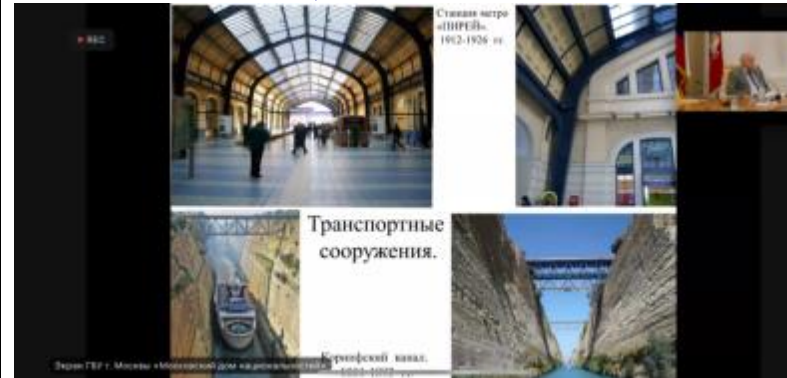 REC
Станция метро
«ПИРЕЙ».
1912-1926 гг.
Транспортные
сооружения.
Коринфский канал.
Экран ГБУ г. Москвы «Московский дом национальностей»